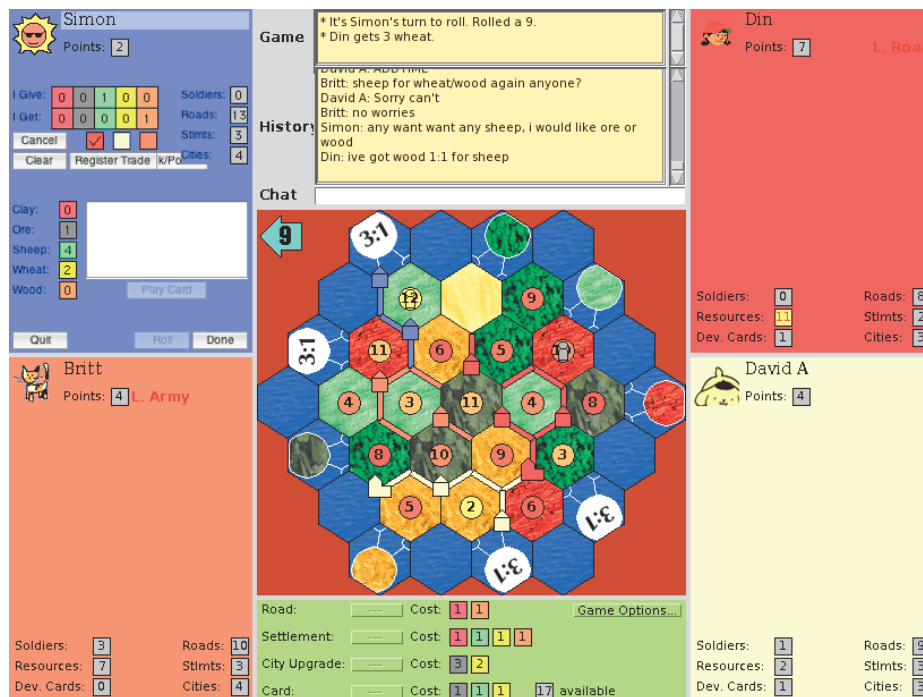 Simon
Points: 2
I Give: 0 0 1 0 0
I Get: 0 0 0 0 1
Cancel
Clear
Register Trade
k/Po
Soldiers: 0
Roads: 13
Stlmts: 3
Cities: 4
Clay: 0
Ore: 1
Sheep: 4
Wheat: 2
Wood: 0
Play Card
Quit
Roll
Done
Game
* It's Simon's turn to roll. Rolled a 9.
* Din gets 3 wheat.
History
David A: ADDTIME
Britt: sheep for wheat/wood again anyone?
David A: Sorry can't
Britt: no worries
Simon: any want want any sheep, i would like ore or
wood
Din: ive got wood 1:1 for sheep
Chat
Din
Points: 7
L. Roa
Soldiers: 0
Resources: 11
Dev. Cards: 1
Roads: 8
Stlmts: 2
Cities: 3
9
3:1
12
9
3:1
11
6
5
4
3
11
4
8
8
10
9
3
5
2
6
3:1
3:1
Britt
Points: 4
L. Army
Soldiers: 3
Resources: 7
Dev. Cards: 0
Roads: 10
Stlmts: 3
Cities: 4
David A
Points: 4
Soldiers: 1
Resources: 2
Dev. Cards: 1
Roads: 9
Stlmts: 3
Cities: 3
Road: --- Cost: 1 1
Game Options...
Settlement: --- Cost: 1 1 1 1
City Upgrade: --- Cost: 3 2
Card: --- Cost: 1 1 1 17 available